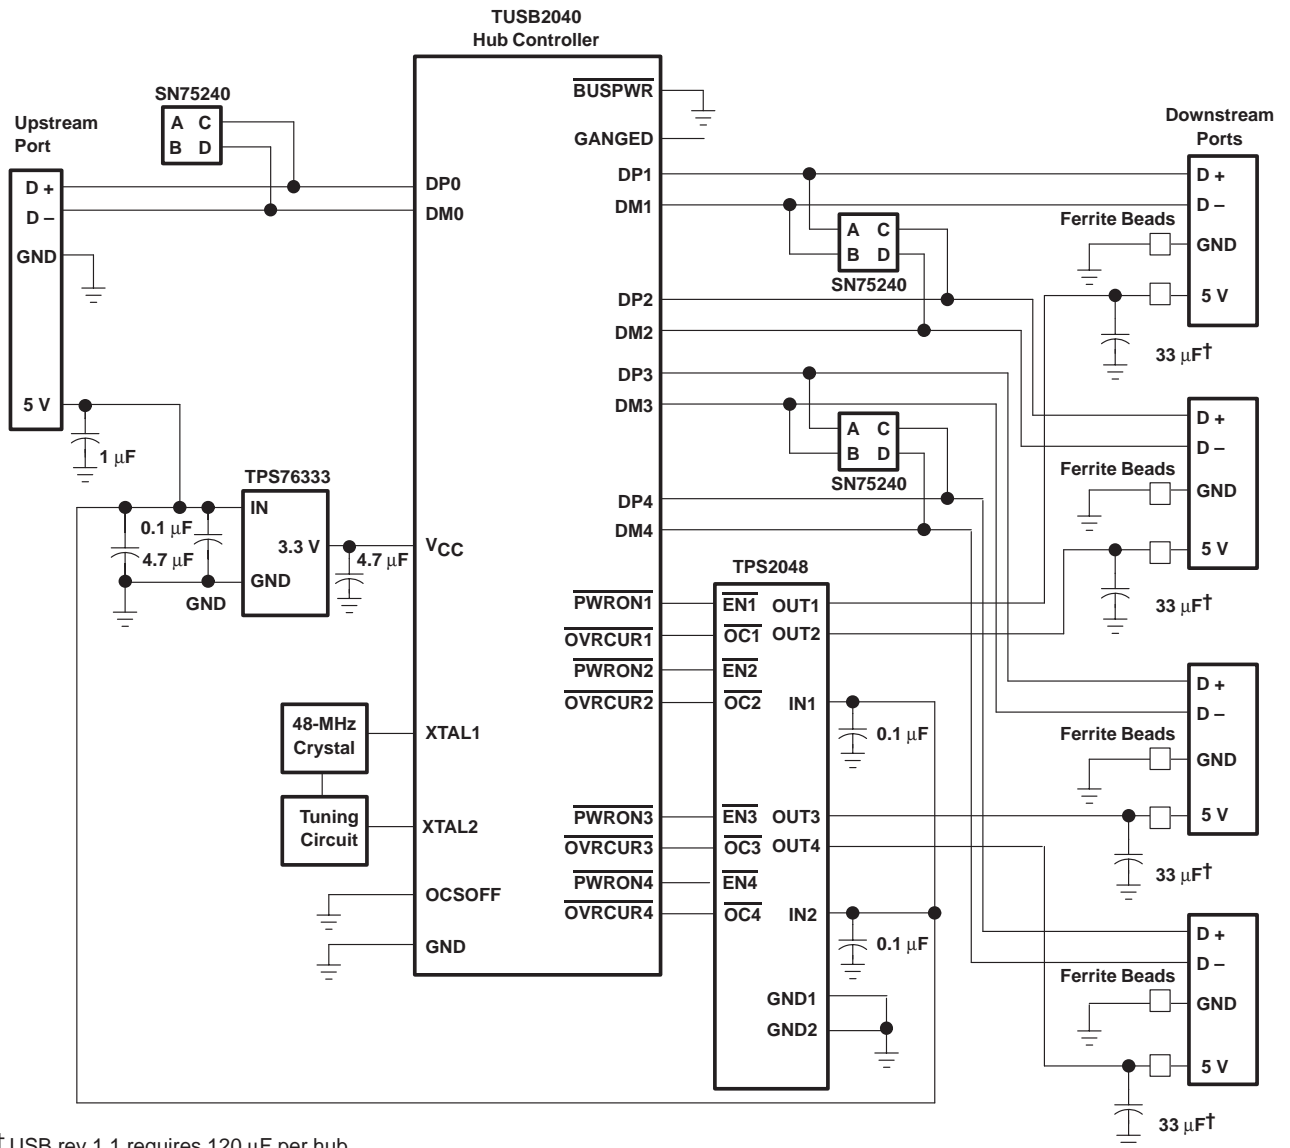 TUSB2040
Hub Controller
SN75240
A C
B D
Upstream
Port
D +
D –
GND
5 V
1 µF
BUSPWR
GANGED
DP0
DM0
DP1
DM1
A C
B D
SN75240
DP2
DM2
DP3
DM3
A C
B D
SN75240
DP4
DM4
Downstream
Ports
D +
D –
Ferrite Beads
GND
5 V
33 µF†
D +
D –
Ferrite Beads
GND
5 V
33 µF†
D +
D –
Ferrite Beads
GND
5 V
33 µF†
D +
D –
Ferrite Beads
GND
5 V
33 µF†
TPS76333
IN
0.1 µF
4.7 µF
3.3 V
GND
GND
4.7 µF
VCC
TPS2048
PWRON1
EN1 OUT1
OVRCUR1
OC1 OUT2
PWRON2
EN2
OVRCUR2
OC2 IN1
0.1 µF
48-MHz
Crystal
XTAL1
Tuning
Circuit
XTAL2
PWRON3
EN3 OUT3
OVRCUR3
OC3 OUT4
PWRON4
EN4
OVRCUR4
OC4 IN2
0.1 µF
OCSOFF
GND
GND1
GND2
† USB rev 1.1 requires 120 µF per hub